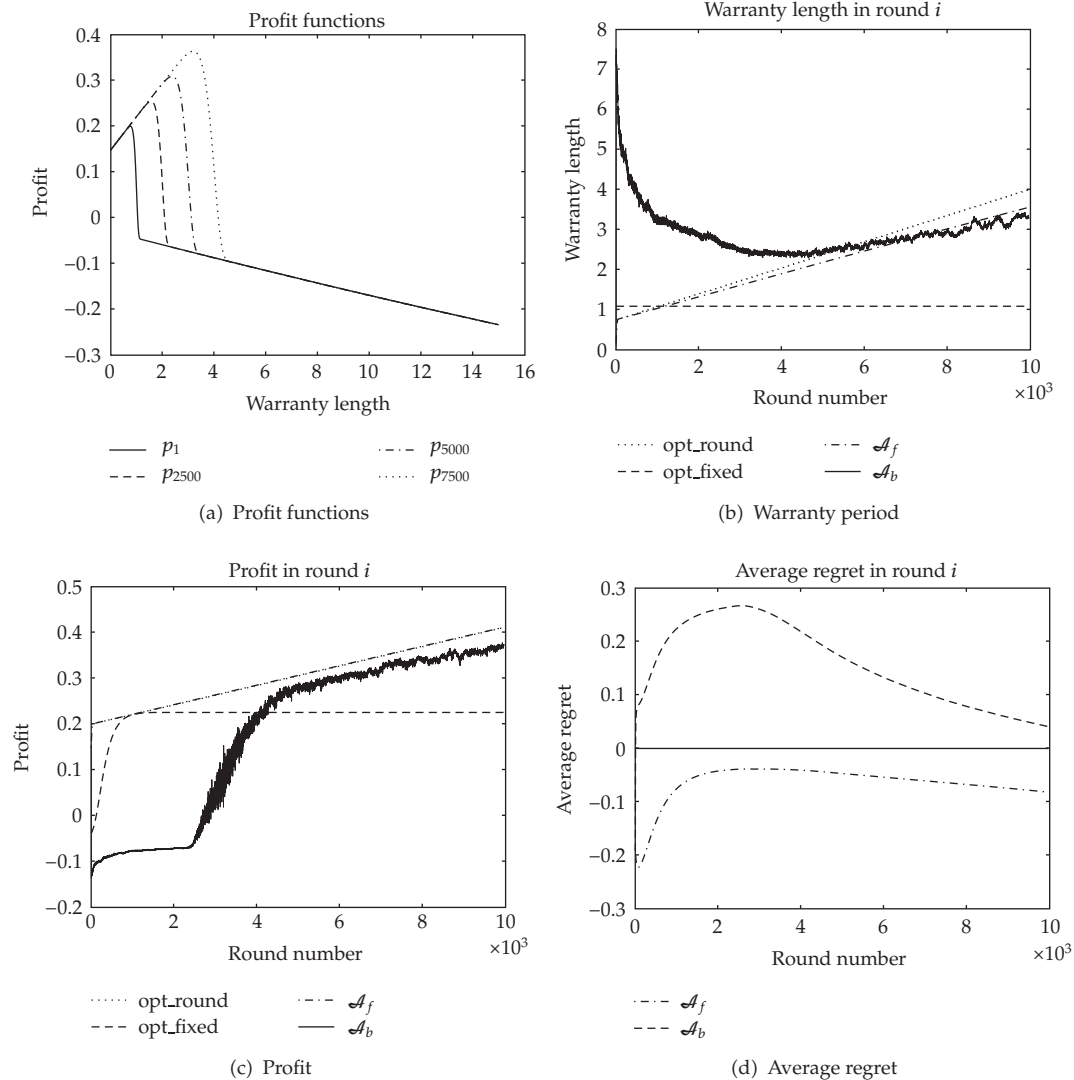 Profit functions
0.4
0.3
0.2
0.1
0
−0.1
−0.2
−0.3
Profit
0 2 4 6 8 10 12 14 16
Warranty length
p1
p2500
p5000
p7500
(a) Profit functions
Warranty length in round i
8
7
6
5
4
3
2
1
0
Warranty length
0 2 4 6 8 10
×10³
Round number
opt_round
opt_fixed
𝒜f
𝒜b
(b) Warranty period
Profit in round i
0.5
0.4
0.3
0.2
0.1
0
−0.1
−0.2
Profit
0 2 4 6 8 10
×10³
Round number
opt_round
opt_fixed
𝒜f
𝒜b
(c) Profit
Average regret in round i
0.3
0.2
0.1
0
−0.1
−0.2
−0.3
Average regret
0 2 4 6 8 10
×10³
Round number
𝒜f
𝒜b
(d) Average regret